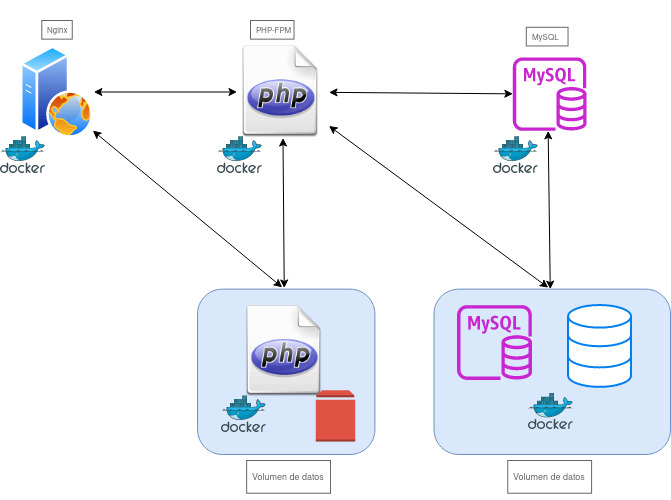 Nginx
PHP-FPM
MySQL
php
MySQL
docker
docker
docker
php
MySQL
docker
docker
Volumen de datos
Volumen de datos